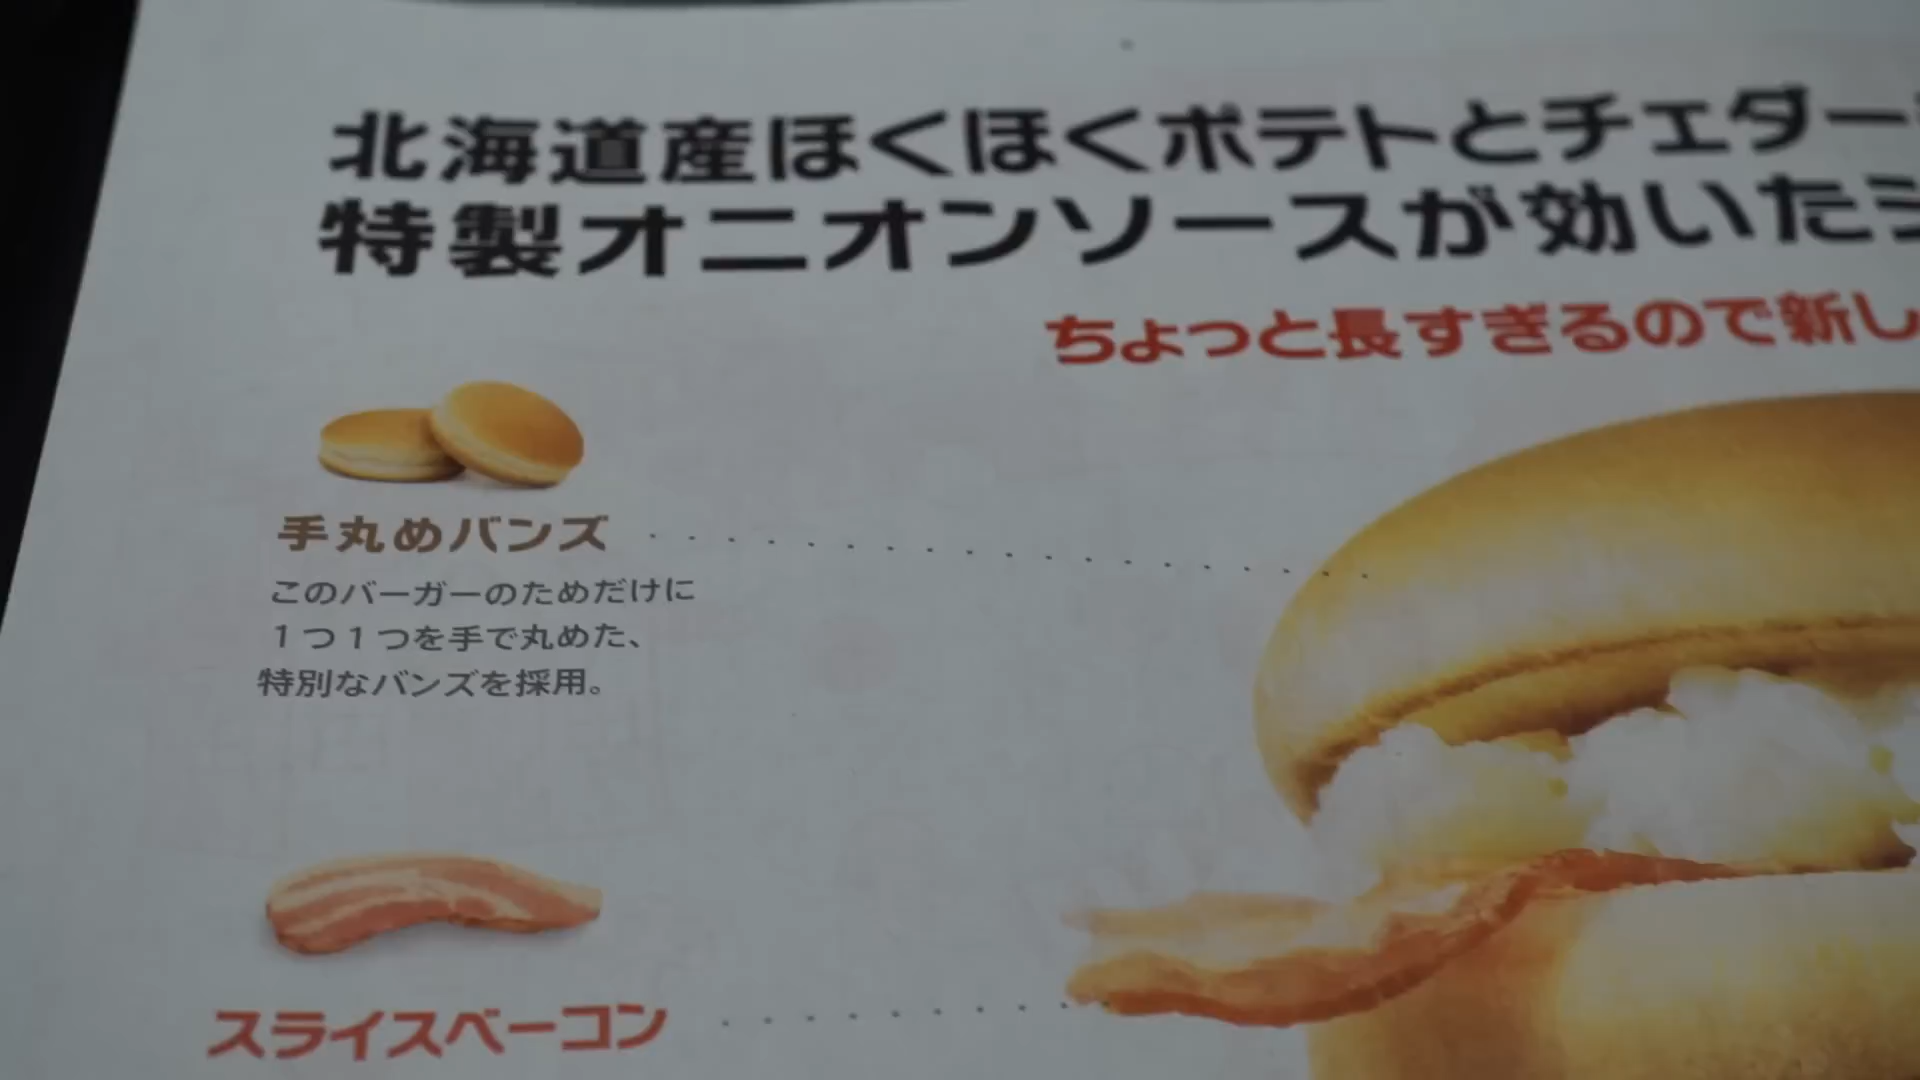 北海道産ほくほくポテトとチェダー
特製オニオンソースが効いた
ちょっと長すぎるので新し
手丸めバンズ
このバーガーのためだけに
1つ1つを手で丸めた、
特別なバンズを採用。
スライスベーコン